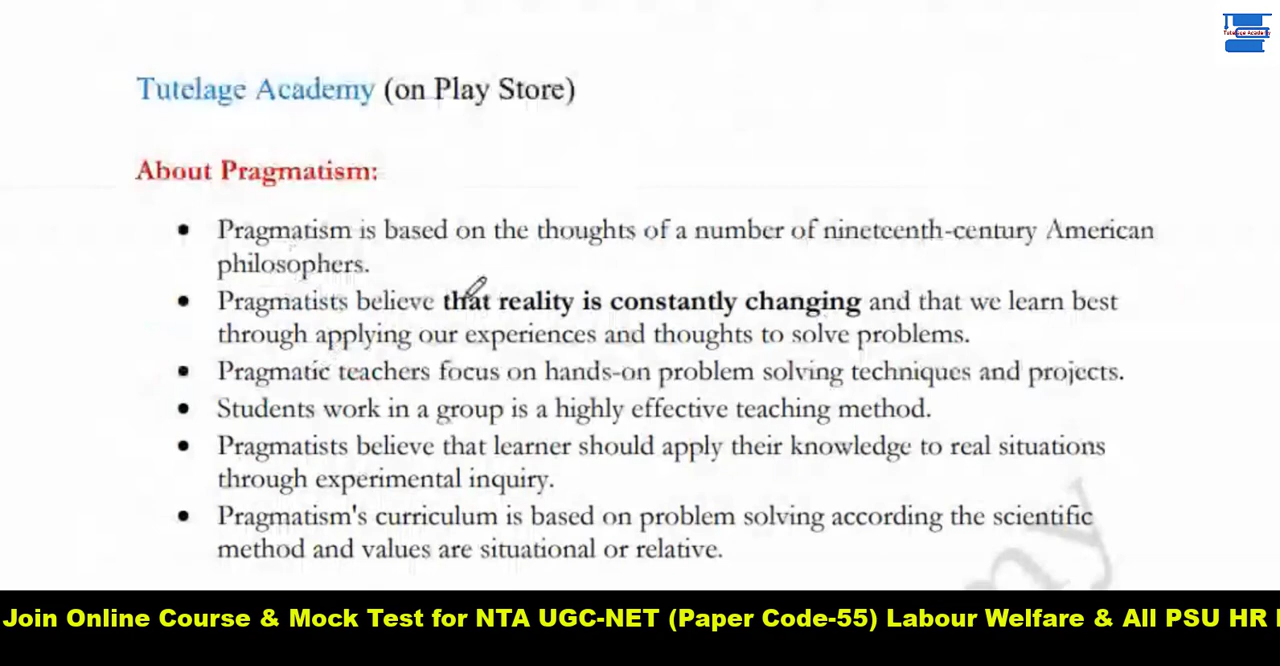 Tutelage Academy
Tutelage Academy (on Play Store)
About Pragmatism:
• Pragmatism is based on the thoughts of a number of nineteenth-century American
philosophers.
• Pragmatists believe that reality is constantly changing and that we learn best
through applying our experiences and thoughts to solve problems.
• Pragmatic teachers focus on hands-on problem solving techniques and projects.
• Students work in a group is a highly effective teaching method.
• Pragmatists believe that learner should apply their knowledge to real situations
through experimental inquiry.
• Pragmatism's curriculum is based on problem solving according the scientific
method and values are situational or relative.
my
Join Online Course & Mock Test for NTA UGC-NET (Paper Code-55) Labour Welfare & All PSU HR